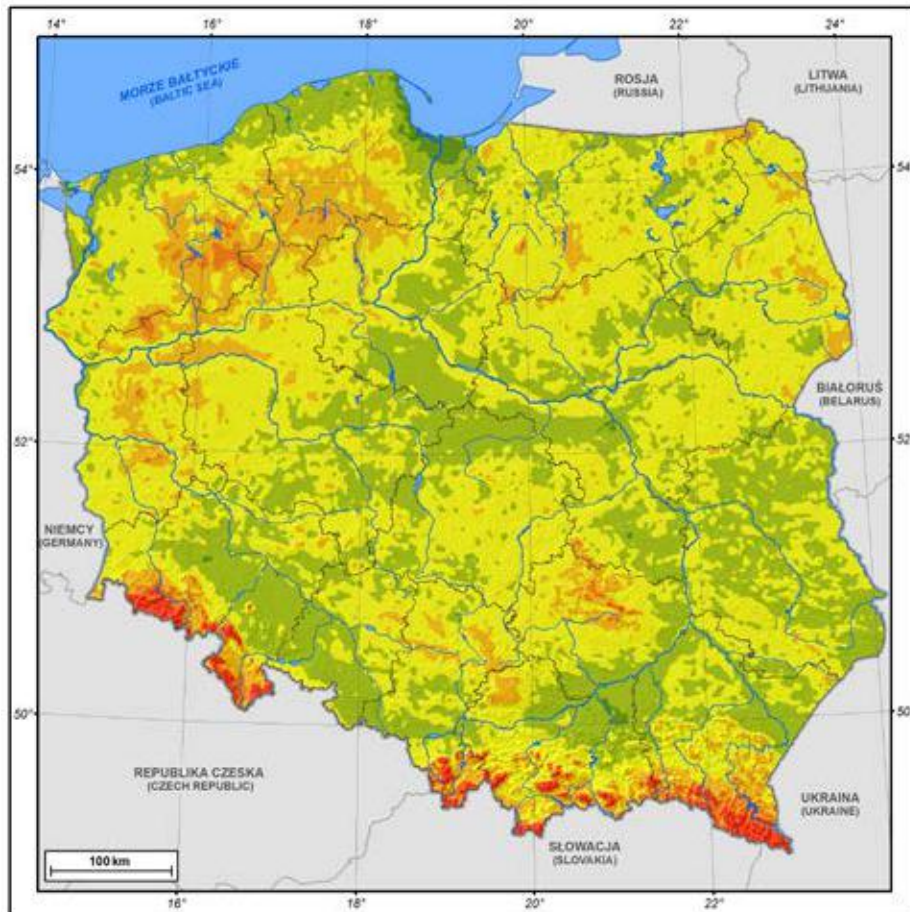 14° 16° 18° 20° 22° 24°
MORZE BAŁTYCKIE
(BALTIC SEA)
ROSJA
(RUSSIA)
LITWA
(LITHUANIA)
54° 54°
BIAŁORUŚ
(BELARUS)
52° 52°
NIEMCY
(GERMANY)
50° 50°
REPUBLIKA CZESKA
(CZECH REPUBLIC)
UKRAINA
(UKRAINE)
SŁOWACJA
(SLOVAKIA)
100 km
16° 18° 20° 22°